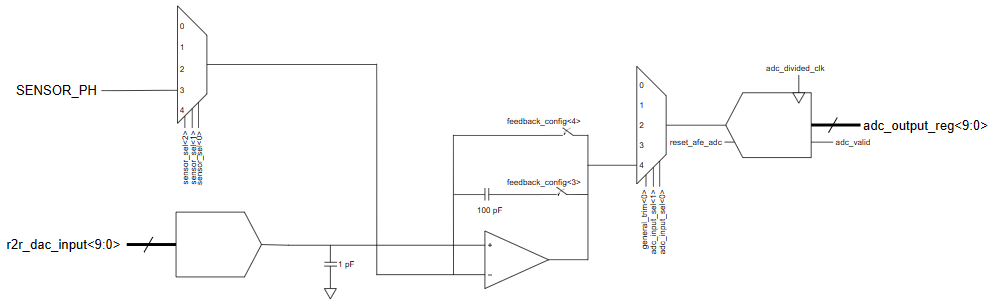 0
1
2
3
4
SENSOR_PH
sensor_sel<2>
sensor_sel<1>
sensor_sel<0>
r2r_dac_input<9:0>
1 pF
feedback_config<4>
feedback_config<3>
100 pF
+
−
0
1
2
3
4
general_trim<0>
adc_input_sel<1>
adc_input_sel<0>
adc_divided_clk
reset_afe_adc
adc_output_reg<9:0>
adc_valid